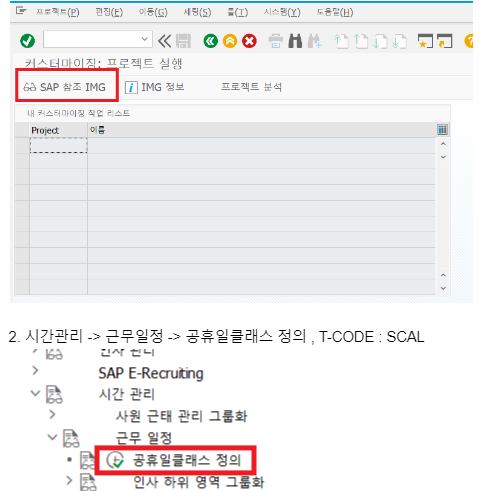 프로젝트(P) 편집(E) 이동(G) 세팅(S) 툴(T) 시스템(Y) 도움말(H)
커스터마이징: 프로젝트 실행
SAP 참조 IMG IMG 정보 프로젝트 분석
내 커스터마이징 작업 리스트
Project 이름
2. 시간관리 -> 근무일정 -> 공휴일클래스 정의 , T-CODE : SCAL
인사 관리
SAP E-Recruiting
시간 관리
사원 근태 관리 그룹화
근무 일정
공휴일클래스 정의
인사 하위 영역 그룹화